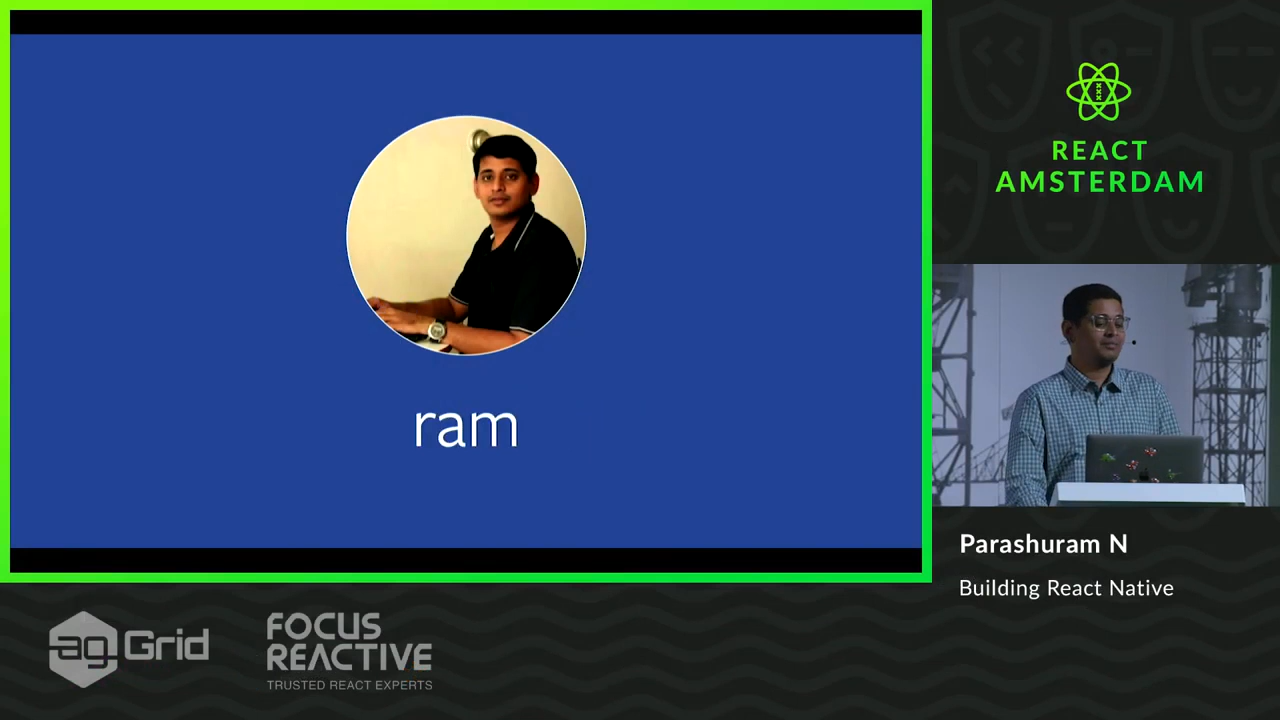 ram
REACT
AMSTERDAM
Parashuram N
Building React Native
ag Grid
FOCUS
REACTIVE
TRUSTED REACT EXPERTS